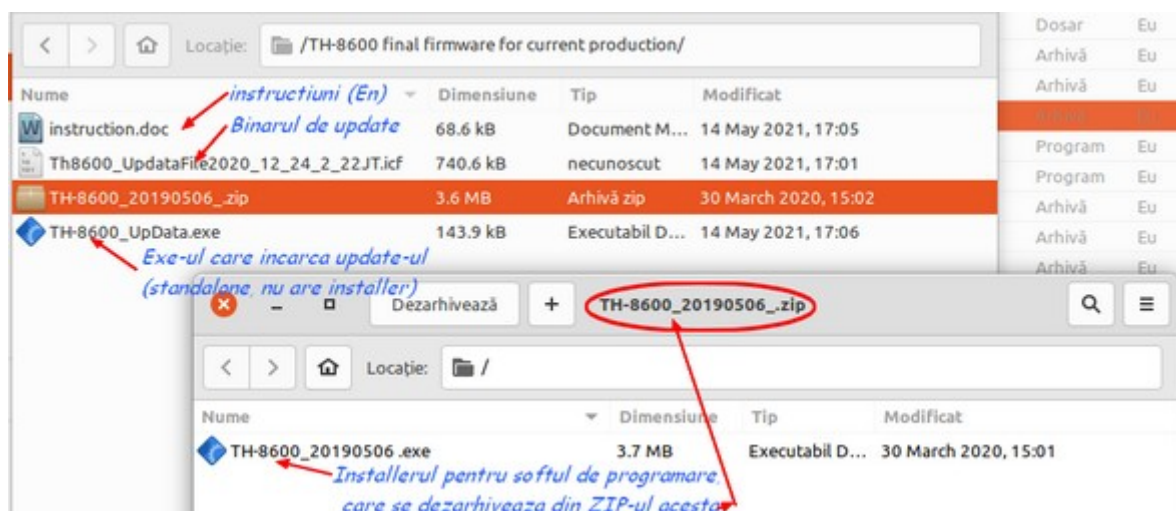 Dosar Eu
Locație: /TH-8600 final firmware for current production/
Arhivă Eu
Nume instructiuni (En) Dimensiune Tip Modificat
Arhivă Eu
instruction.doc Binarul de update 68.6 kB Document M... 14 May 2021, 17:05
Program Eu
Th8600_UpdataFile2020_12_24_2_22JT.icf 740.6 kB necunoscut 14 May 2021, 17:01
Program Eu
TH-8600_20190506_.zip 3.6 MB Arhivă zip 30 March 2020, 15:02
Arhivă Eu
TH-8600_UpData.exe 143.9 kB Executabil D... 14 May 2021, 17:06
Arhivă Eu
Exe-ul care incarca update-ul
Arhivă Eu
(standalone, nu are installer)
Dezarhivează TH-8600_20190506_.zip
Locație: /
Nume Dimensiune Tip Modificat
TH-8600_20190506 .exe 3.7 MB Executabil D... 30 March 2020, 15:01
Installerul pentru softul de programare,
care se dezarhiveaza din ZIP-ul acesta